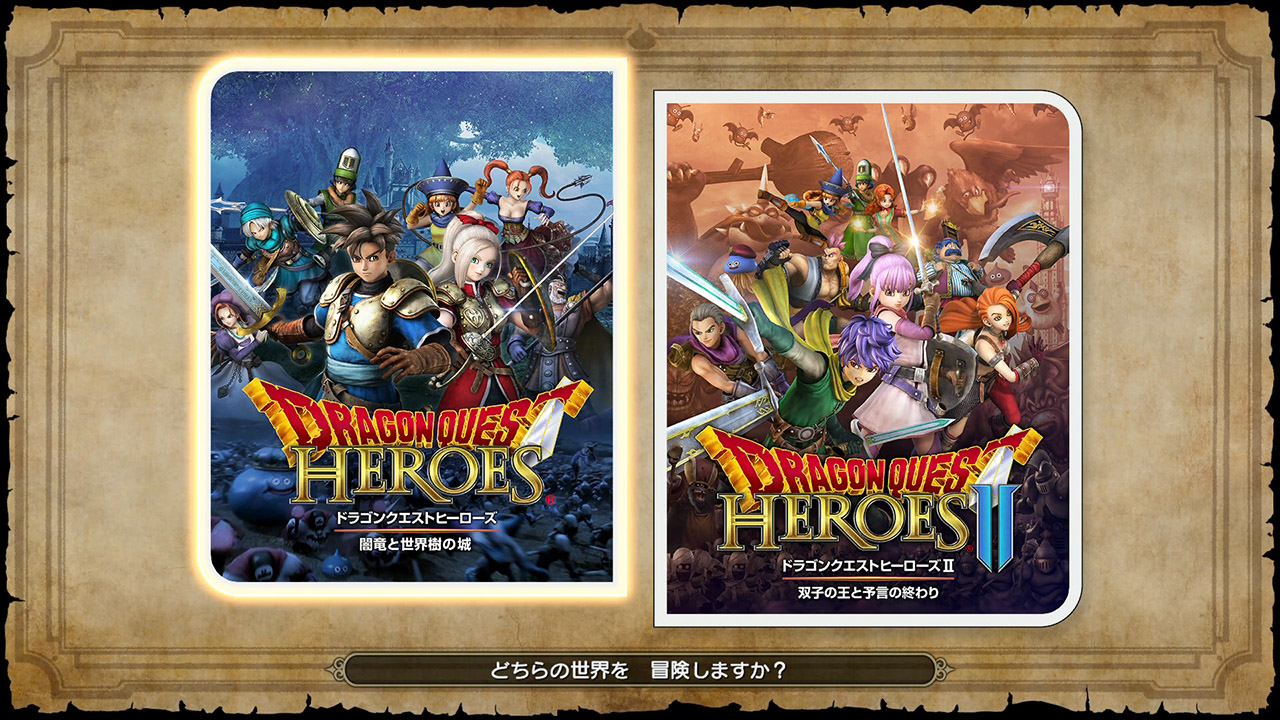 DRAGON QUEST
HEROES®
ドラゴンクエストヒーローズ
闇竜と世界樹の城
DRAGON QUEST
HEROES II
ドラゴンクエストヒーローズⅡ
双子の王と予言の終わり
どちらの世界を　冒険しますか？